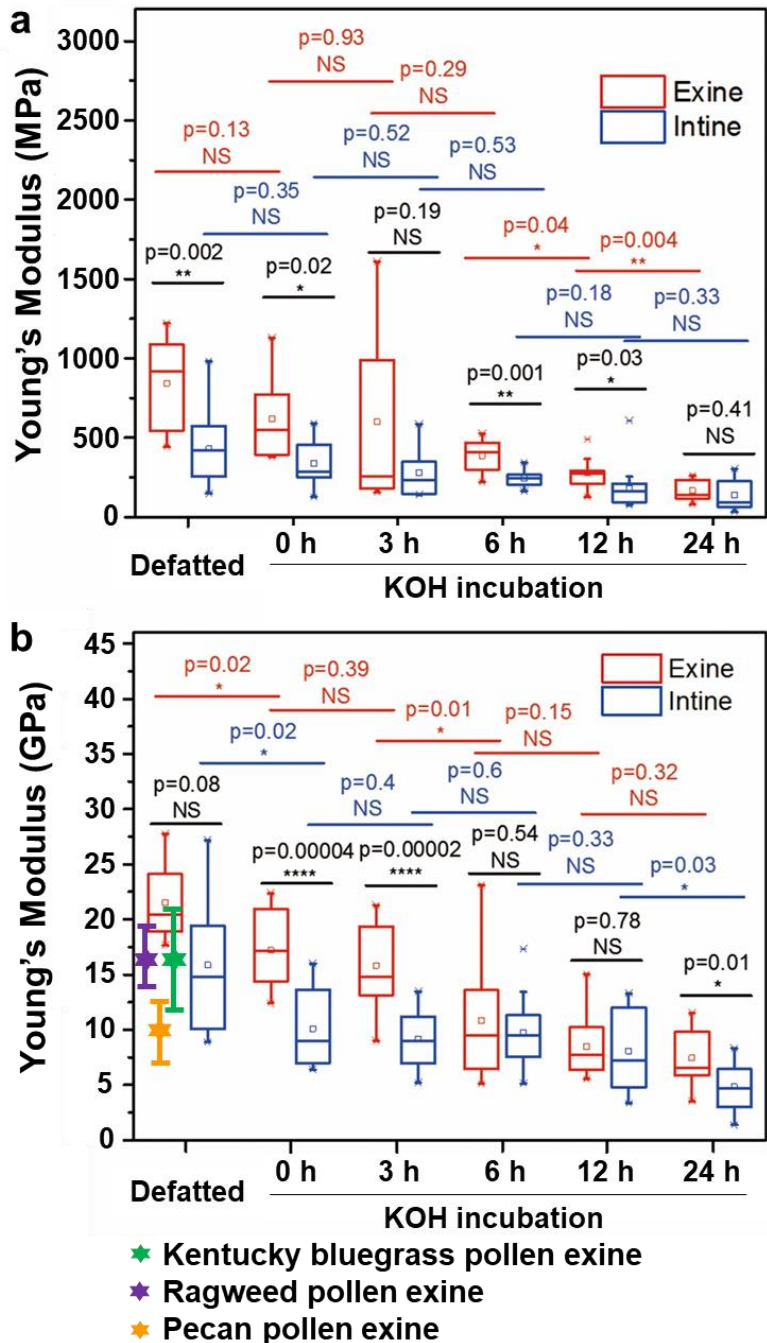 a
Young's Modulus (MPa)
3000
2500
2000
1500
1000
500
0
Exine
Intine
p=0.93
NS
p=0.29
NS
p=0.13
NS
p=0.52
NS
p=0.53
NS
p=0.35
NS
p=0.19
NS
p=0.002
**
p=0.02
*
p=0.04
*
p=0.004
**
p=0.18
NS
p=0.33
NS
p=0.001
**
p=0.03
*
p=0.41
NS
Defatted
0 h
3 h
6 h
12 h
24 h
KOH incubation
b
Young's Modulus (GPa)
45
40
35
30
25
20
15
10
5
0
Exine
Intine
p=0.02
*
p=0.39
NS
p=0.01
*
p=0.15
NS
p=0.02
*
p=0.4
NS
p=0.6
NS
p=0.32
NS
p=0.08
NS
p=0.00004
****
p=0.00002
****
p=0.54
NS
p=0.33
NS
p=0.03
*
p=0.78
NS
p=0.01
*
Defatted
0 h
3 h
6 h
12 h
24 h
KOH incubation
Kentucky bluegrass pollen exine
Ragweed pollen exine
Pecan pollen exine